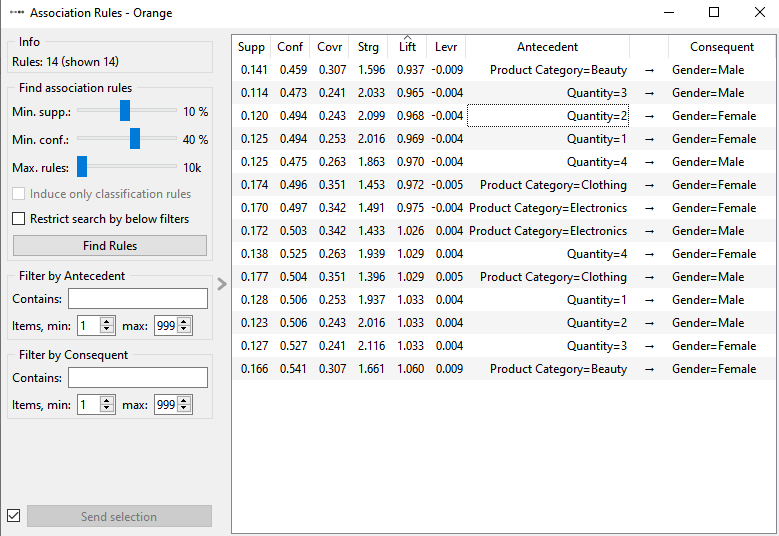 Association Rules - Orange
Info
Rules: 14 (shown 14)
Find association rules
Min. supp.: 10 %
Min. conf.: 40 %
Max. rules: 10k
Induce only classification rules
Restrict search by below filters
Find Rules
Filter by Antecedent
Contains:
Items, min: 1 max: 999
Filter by Consequent
Contains:
Items, min: 1 max: 999
Send selection
Supp Conf Covr Strg Lift Levr Antecedent Consequent
0.141 0.459 0.307 1.596 0.937 -0.009 Product Category=Beauty → Gender=Male
0.114 0.473 0.241 2.033 0.965 -0.004 Quantity=3 → Gender=Male
0.120 0.494 0.243 2.099 0.968 -0.004 Quantity=2 → Gender=Female
0.125 0.494 0.253 2.016 0.969 -0.004 Quantity=1 → Gender=Female
0.125 0.475 0.263 1.863 0.970 -0.004 Quantity=4 → Gender=Male
0.174 0.496 0.351 1.453 0.972 -0.005 Product Category=Clothing → Gender=Female
0.170 0.497 0.342 1.491 0.975 -0.004 Product Category=Electronics → Gender=Female
0.172 0.503 0.342 1.433 1.026 0.004 Product Category=Electronics → Gender=Male
0.138 0.525 0.263 1.939 1.029 0.004 Quantity=4 → Gender=Female
0.177 0.504 0.351 1.396 1.029 0.005 Product Category=Clothing → Gender=Male
0.128 0.506 0.253 1.937 1.033 0.004 Quantity=1 → Gender=Male
0.123 0.506 0.243 2.016 1.033 0.004 Quantity=2 → Gender=Male
0.127 0.527 0.241 2.116 1.033 0.004 Quantity=3 → Gender=Female
0.166 0.541 0.307 1.661 1.060 0.009 Product Category=Beauty → Gender=Female